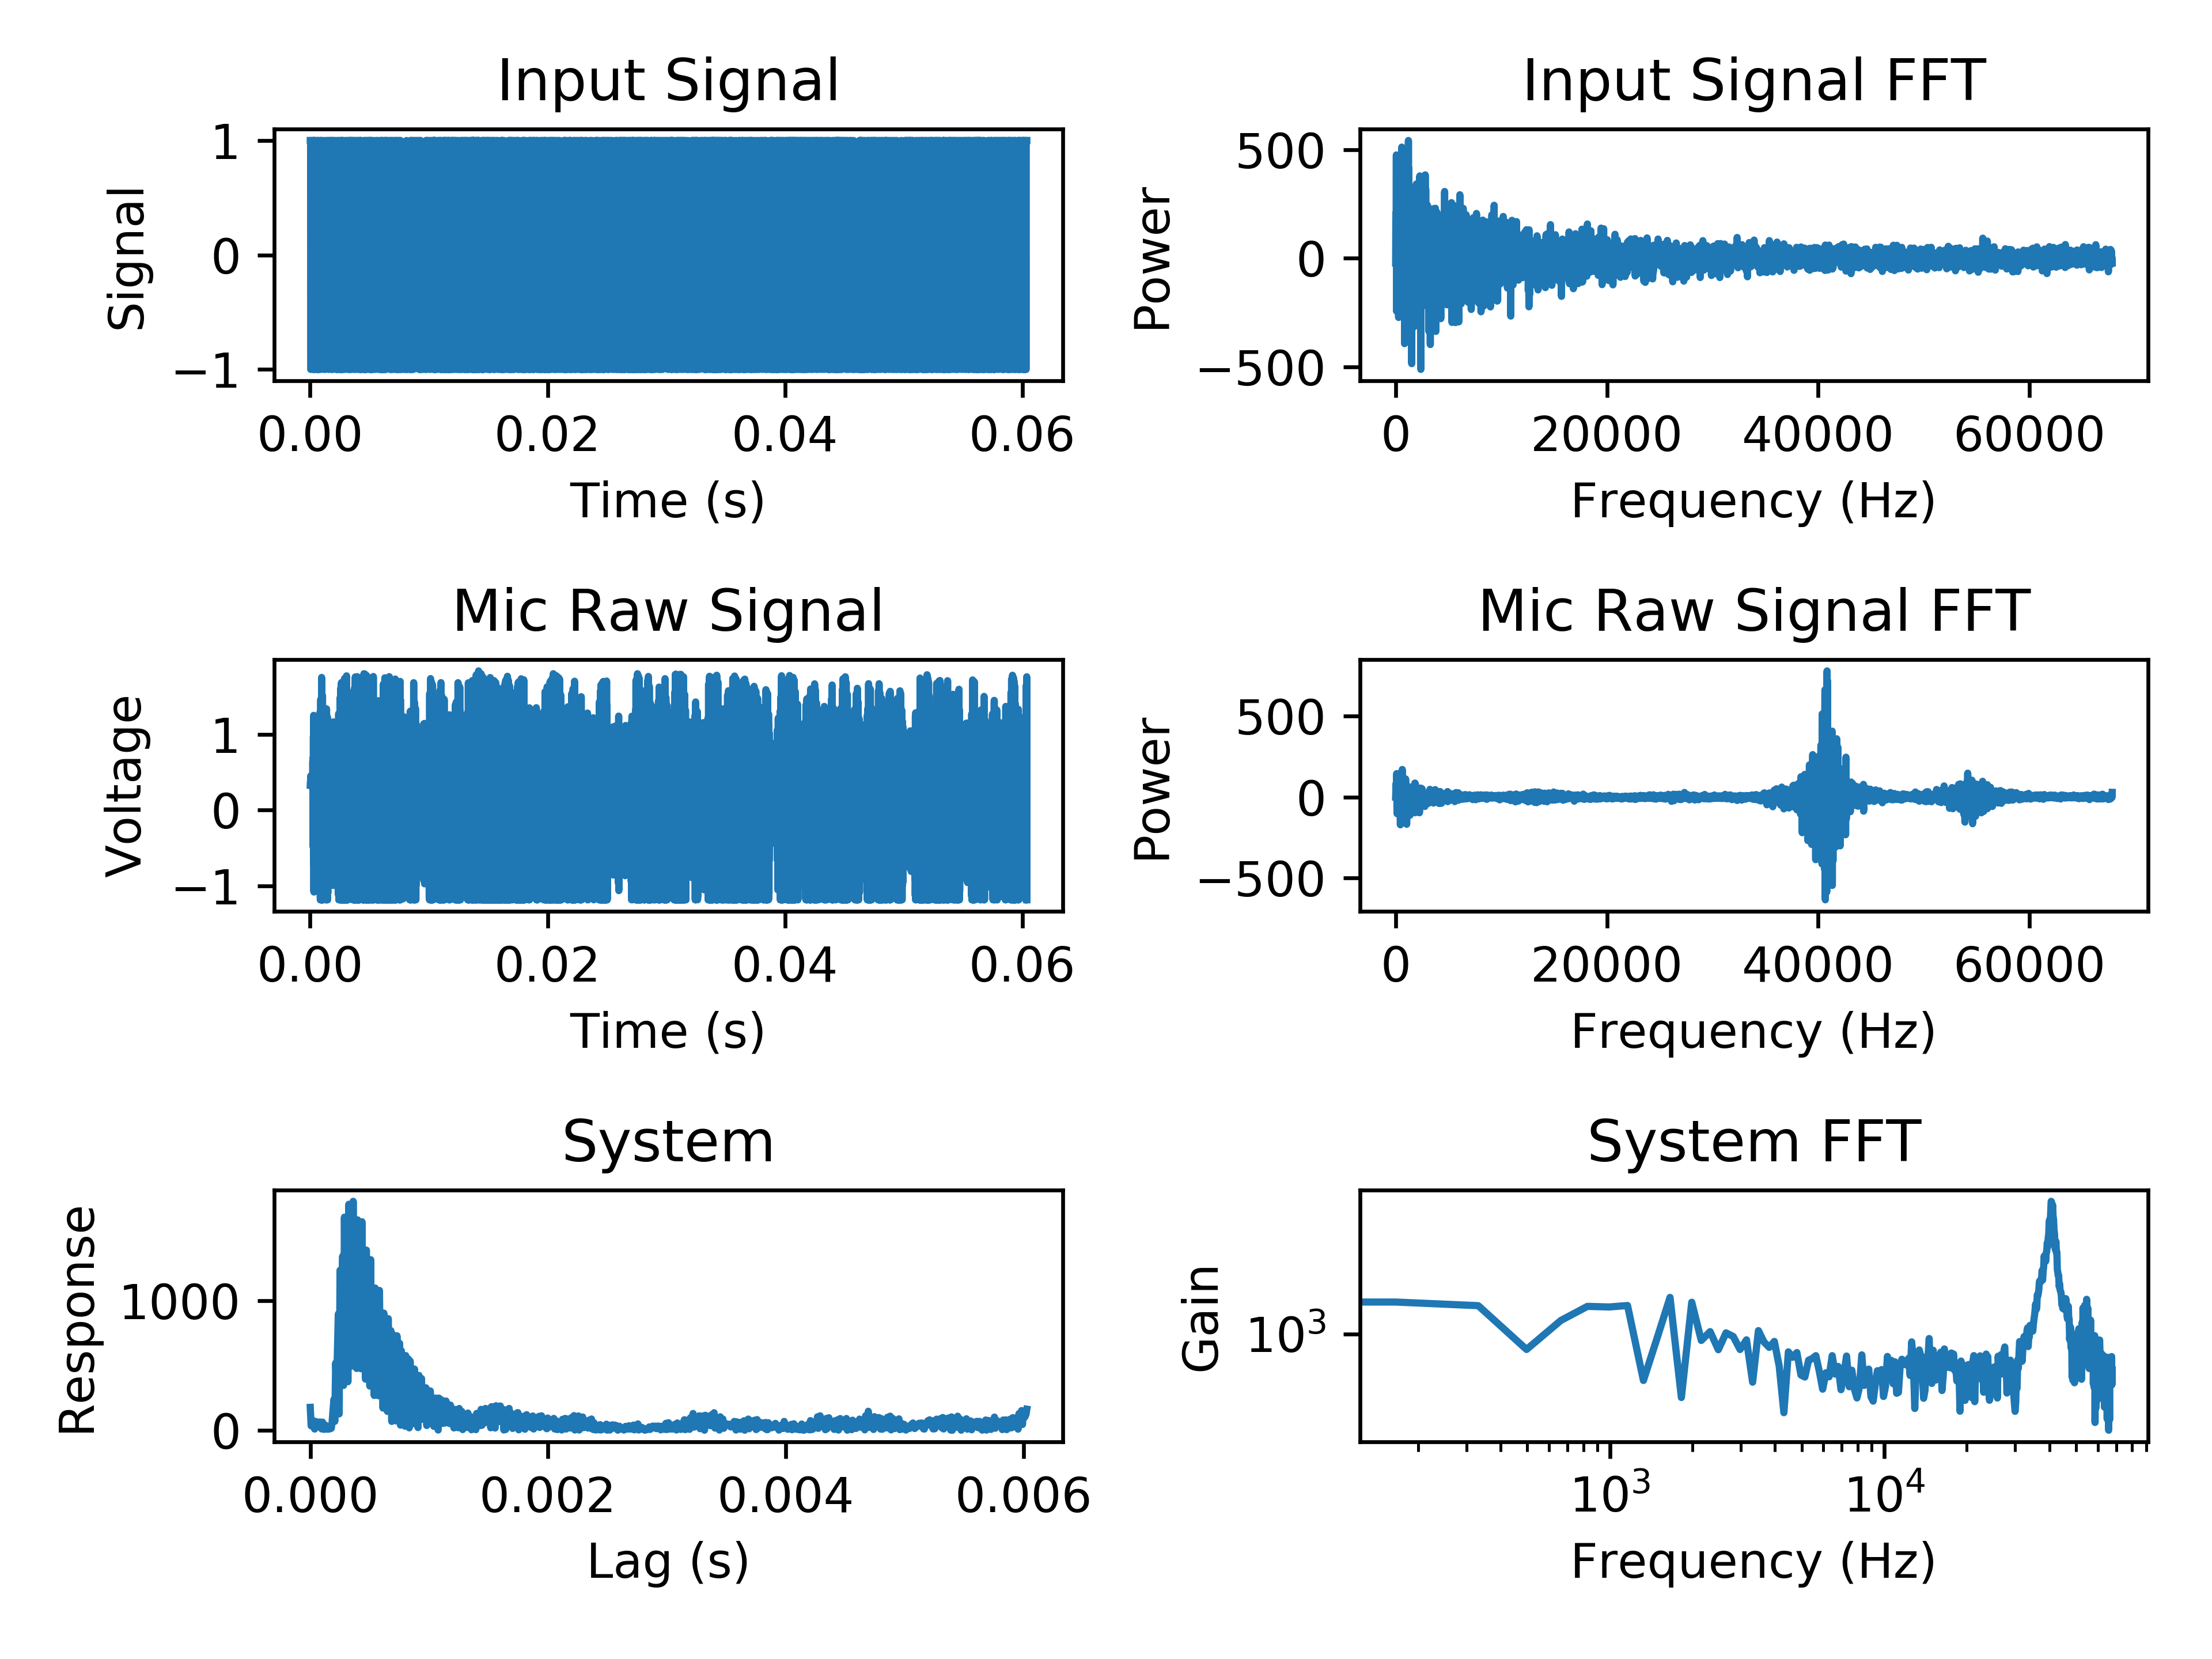 Input Signal
Signal
1
0
−1
0.00 0.02 0.04 0.06
Time (s)
Input Signal FFT
Power
500
0
−500
0 20000 40000 60000
Frequency (Hz)
Mic Raw Signal
Voltage
1
0
−1
0.00 0.02 0.04 0.06
Time (s)
Mic Raw Signal FFT
Power
500
0
−500
0 20000 40000 60000
Frequency (Hz)
System
Response
1000
0
0.000 0.002 0.004 0.006
Lag (s)
System FFT
Gain
10³
10³ 10⁴
Frequency (Hz)